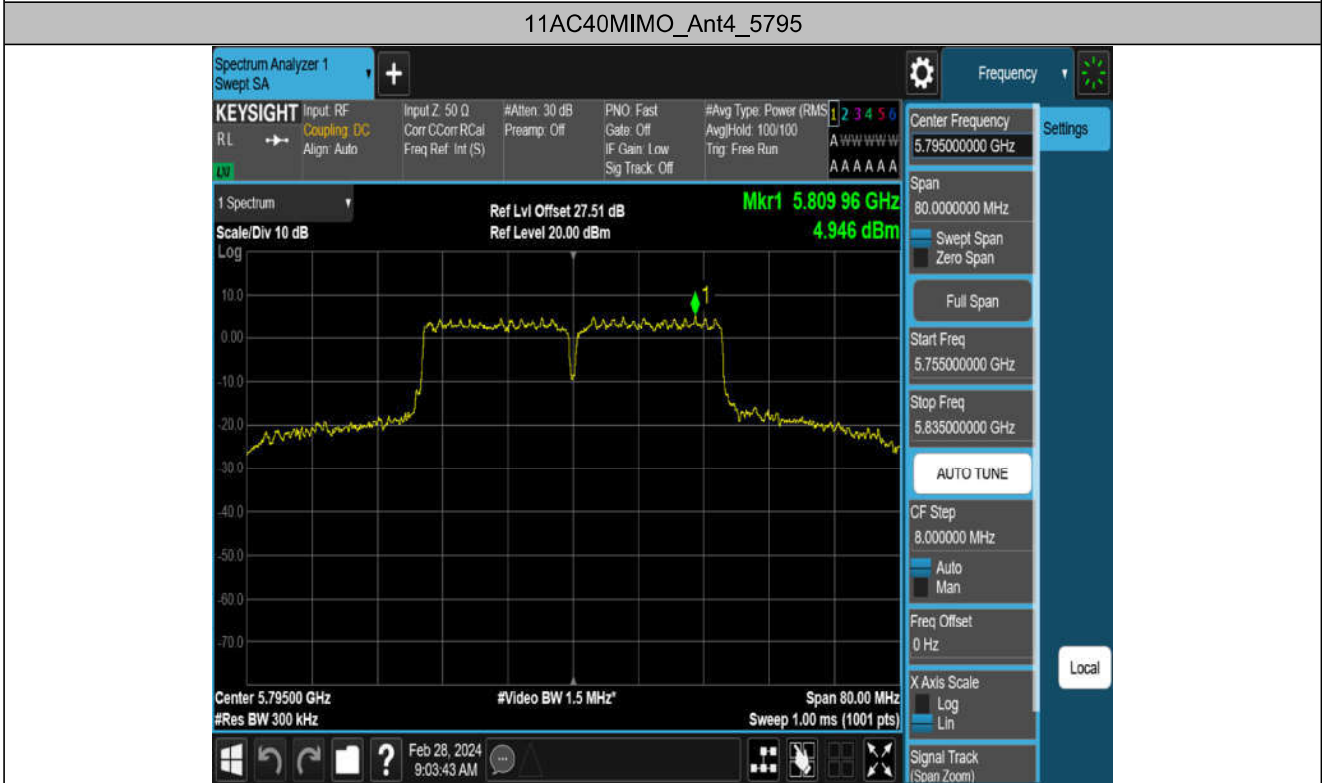 11AC40MIMO_Ant4_5795
Spectrum Analyzer 1
Swept SA
+
Frequency
KEYSIGHT
RL
LXI
Input: RF
Coupling: DC
Align: Auto
Input Z: 50 Ω
Corr CCorr RCal
Freq Ref: Int (S)
#Atten: 30 dB
Preamp: Off
PNO: Fast
Gate: Off
IF Gain: Low
Sig Track: Off
#Avg Type: Power (RMS
Avg|Hold: 100/100
Trig: Free Run
1 2 3 4 5 6
A W W W W W
A A A A A A
1 Spectrum
Scale/Div 10 dB
Log
Ref Lvl Offset 27.51 dB
Ref Level 20.00 dBm
Mkr1 5.809 96 GHz
4.946 dBm
1
10.0
0.00
-10.0
-20.0
-30.0
-40.0
-50.0
-60.0
-70.0
Center 5.79500 GHz
#Video BW 1.5 MHz*
Span 80.00 MHz
#Res BW 300 kHz
Sweep 1.00 ms (1001 pts)
?
Feb 28, 2024
9:03:43 AM
Center Frequency
5.795000000 GHz
Settings
Span
80.0000000 MHz
Swept Span
Zero Span
Full Span
Start Freq
5.755000000 GHz
Stop Freq
5.835000000 GHz
AUTO TUNE
CF Step
8.000000 MHz
Auto
Man
Freq Offset
0 Hz
X Axis Scale
Log
Lin
Local
Signal Track
(Span Zoom)